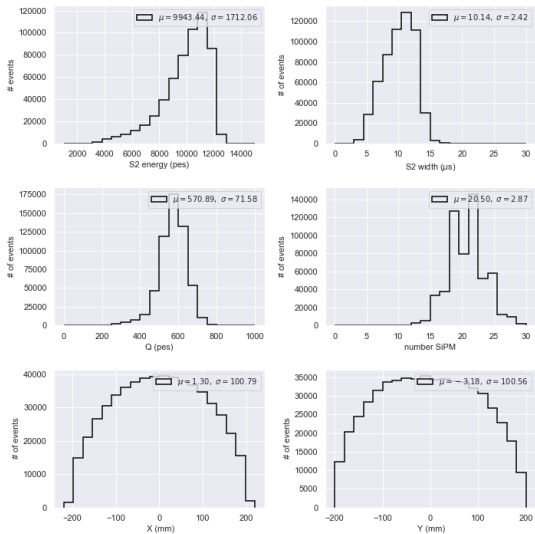 μ = 9943.44, σ = 1712.06
# of events
120000
100000
80000
60000
40000
20000
0
2000 4000 6000 8000 10000 12000 14000
S2 energy (pes)
μ = 10.14, σ = 2.42
# of events
120000
100000
80000
60000
40000
20000
0
0 5 10 15 20 25 30
S2 width (μs)
μ = 570.89, σ = 71.58
# of events
175000
150000
125000
100000
75000
50000
25000
0
0 200 400 600 800 1000
Q (pes)
μ = 20.50, σ = 2.87
# of events
140000
120000
100000
80000
60000
40000
20000
0
0 5 10 15 20 25 30
number SiPM
μ = 1.30, σ = 100.79
# of events
40000
30000
20000
10000
0
−200 −100 0 100 200
X (mm)
μ = −3.18, σ = 100.56
# of events
35000
30000
25000
20000
15000
10000
5000
0
−200 −100 0 100 200
Y (mm)